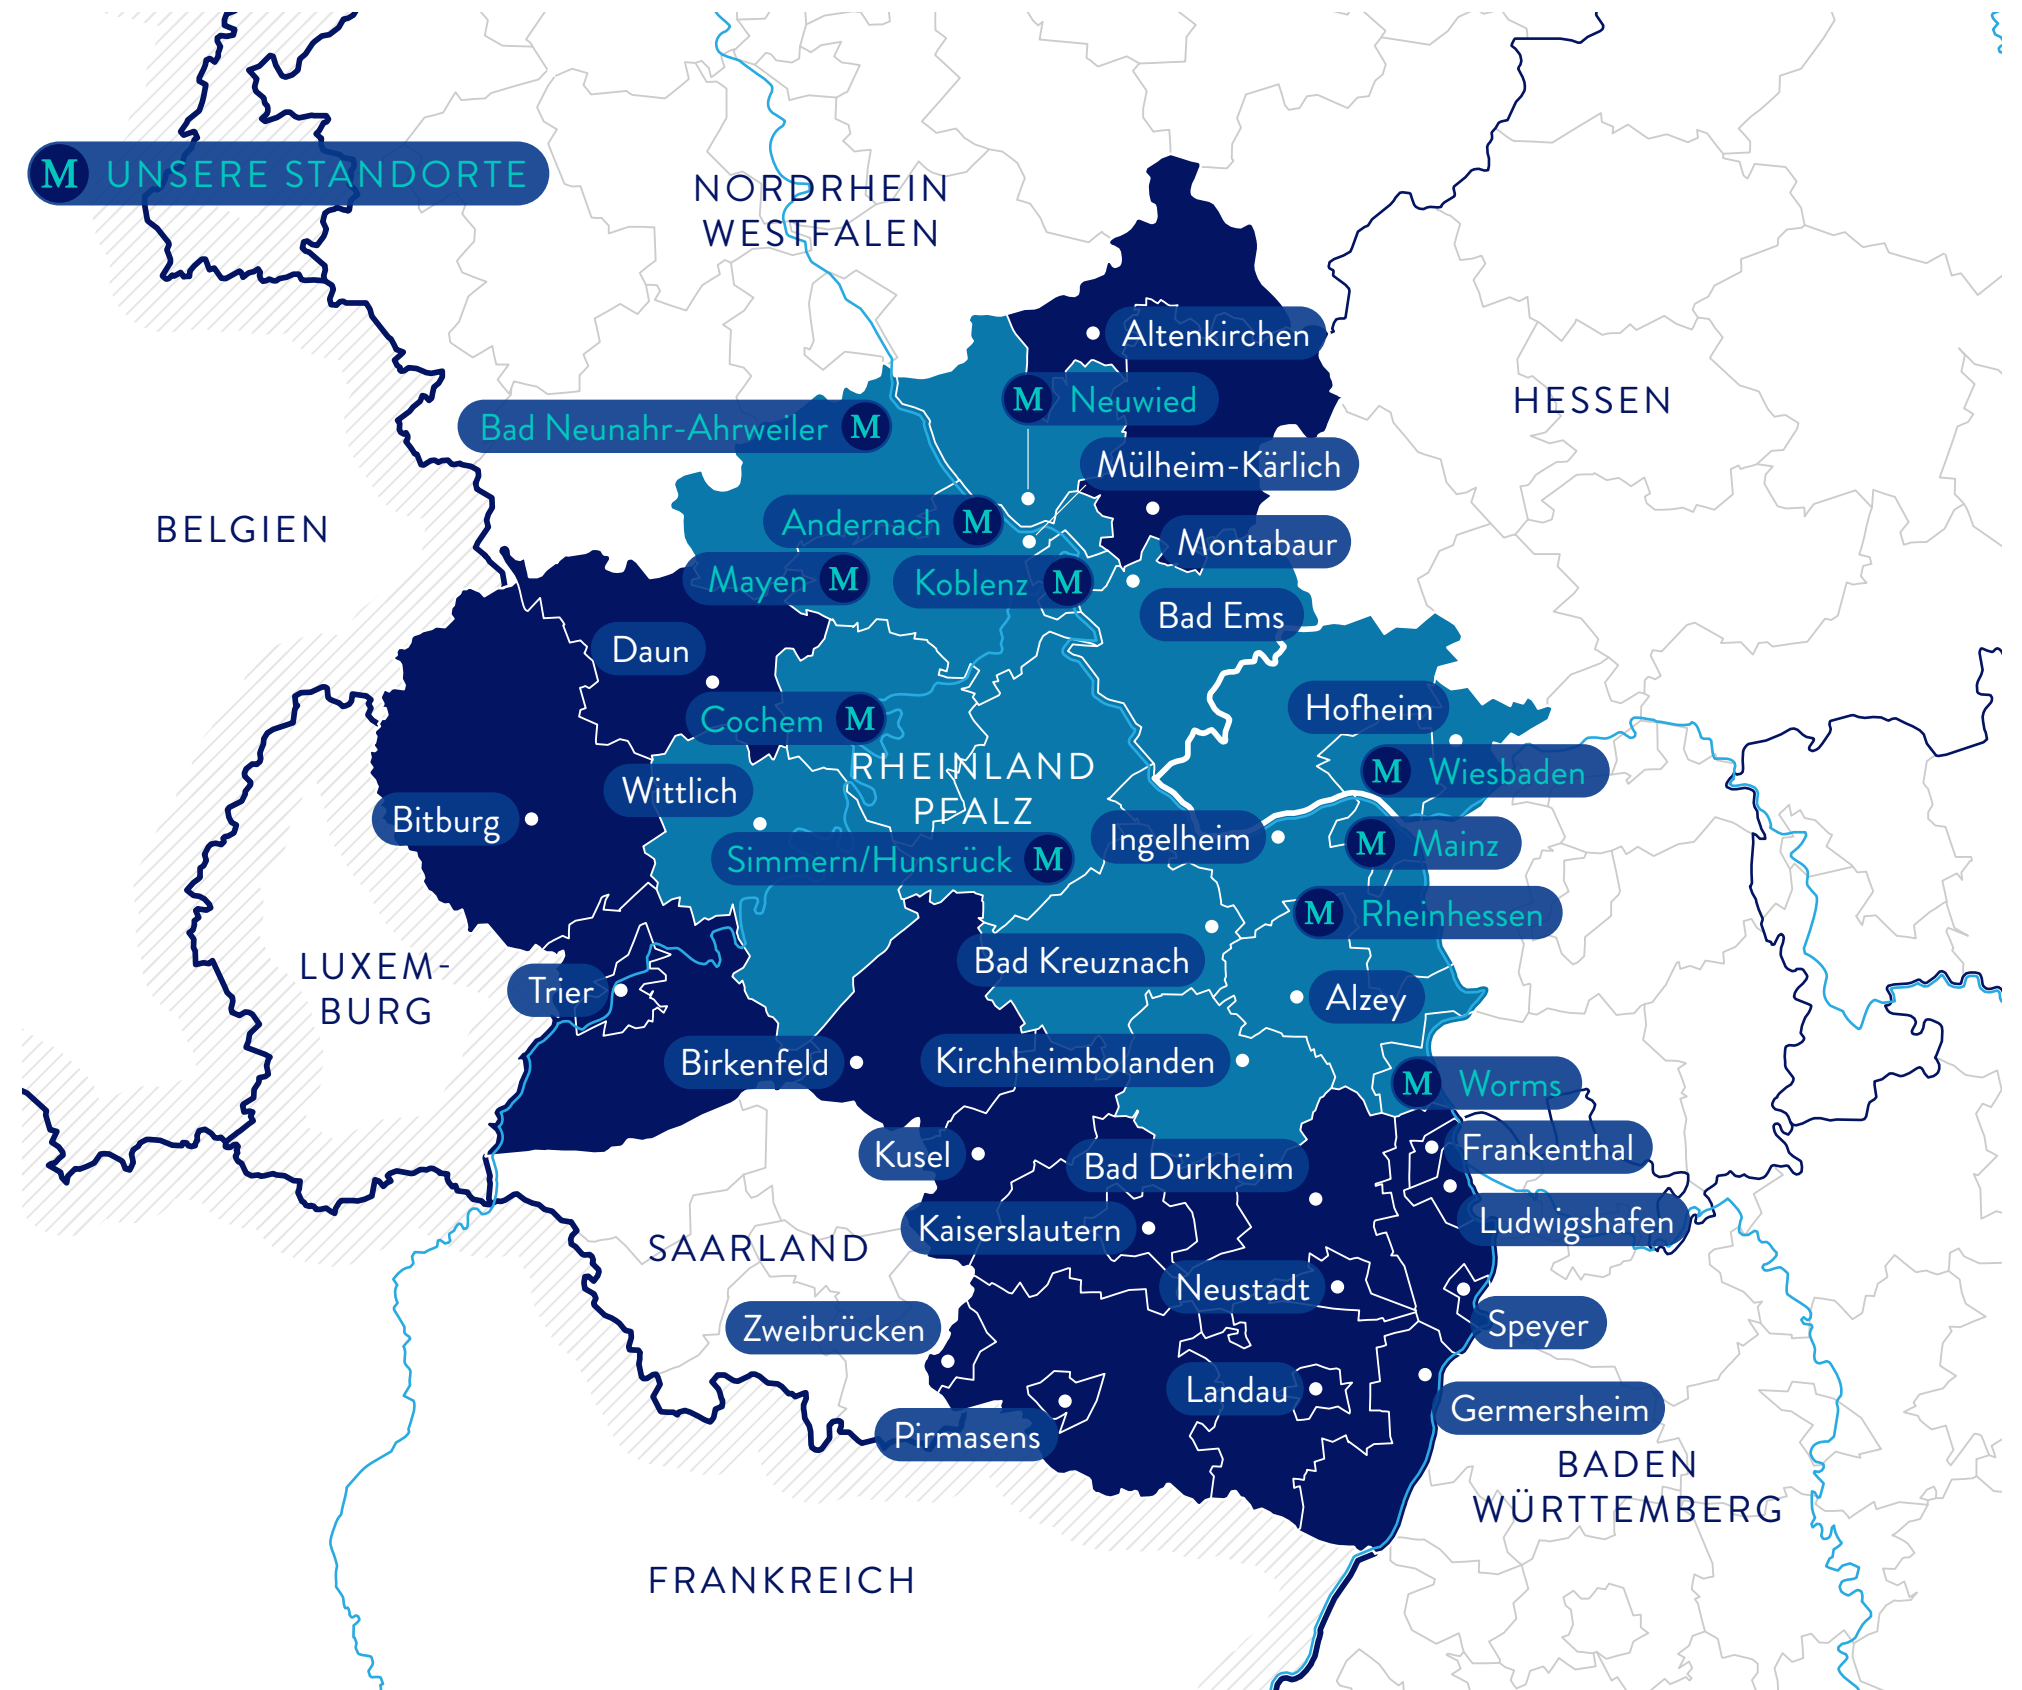 M UNSERE STANDORTE
NORDRHEIN
WESTFALEN
Altenkirchen
M Neuwied
HESSEN
Bad Neunahr-Ahrweiler M
Mülheim-Kärlich
BELGIEN
Andernach M
Montabaur
Mayen M
Koblenz M
Bad Ems
Daun
Hofheim
Cochem M
RHEINLAND
PFALZ
M Wiesbaden
Wittlich
Bitburg
Ingelheim
M Mainz
Simmern/Hunsrück M
M Rheinhessen
LUXEM-
BURG
Bad Kreuznach
Trier
Alzey
Birkenfeld
Kirchheimbolanden
M Worms
Kusel
Bad Dürkheim
Frankenthal
SAARLAND
Kaiserslautern
Ludwigshafen
Neustadt
Zweibrücken
Speyer
Landau
Germersheim
Pirmasens
BADEN
WÜRTTEMBERG
FRANKREICH